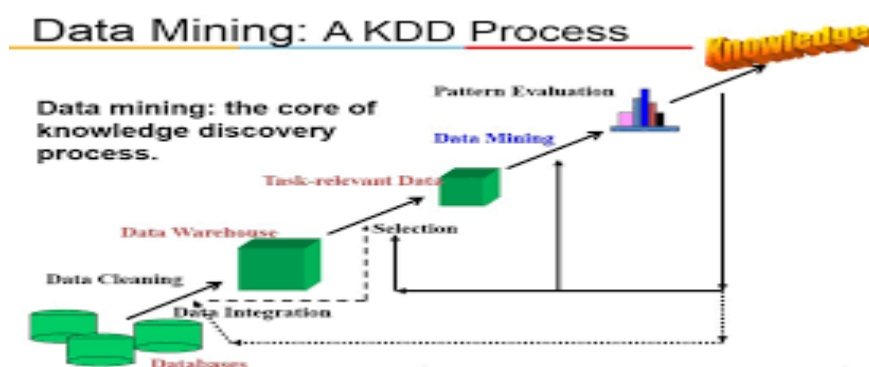 Data Mining: A KDD Process
Knowledge
Pattern Evaluation
Data mining: the core of
knowledge discovery
process.
Data Mining
Task-relevant Data
Data Warehouse
Selection
Data Cleaning
Data Integration
Databases